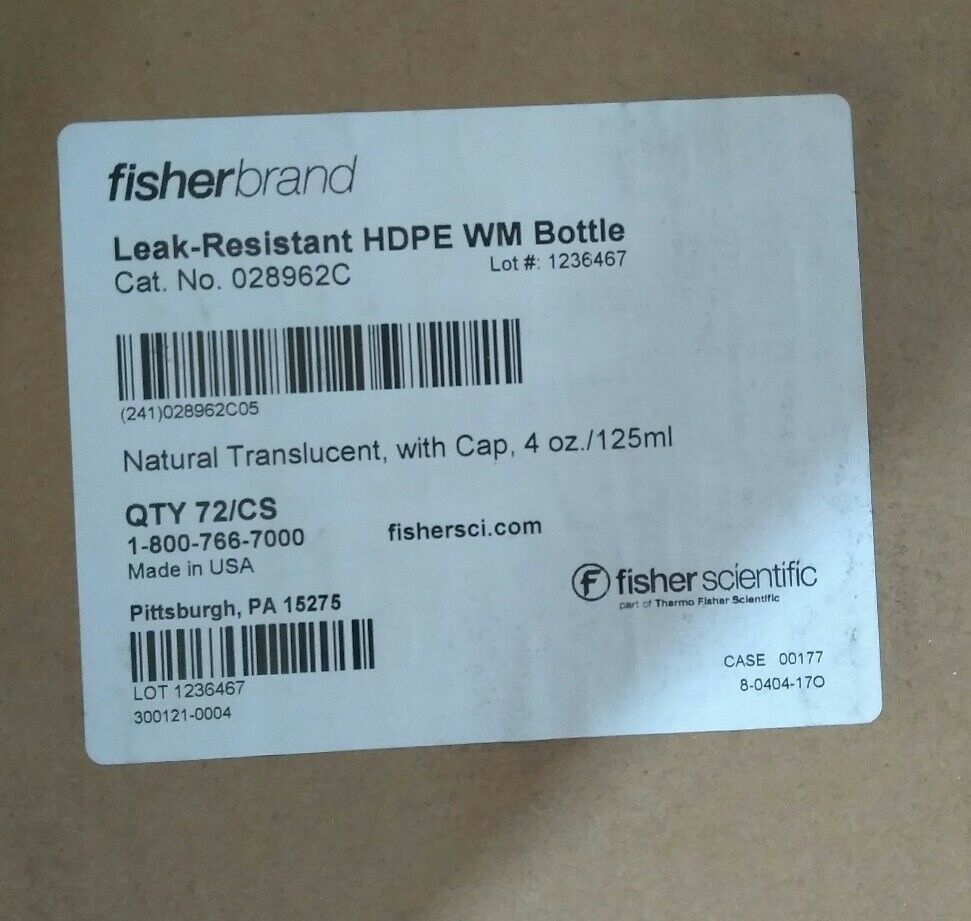 fisherbrand
Leak-Resistant HDPE WM Bottle
Cat. No. 028962C Lot #: 1236467
(241)028962C05
Natural Translucent, with Cap, 4 oz./125ml
QTY 72/CS
1-800-766-7000 fishersci.com
Made in USA
fisher scientific
part of Thermo Fisher Scientific
Pittsburgh, PA 15275
LOT 1236467
300121-0004
CASE 00177
8-0404-17O